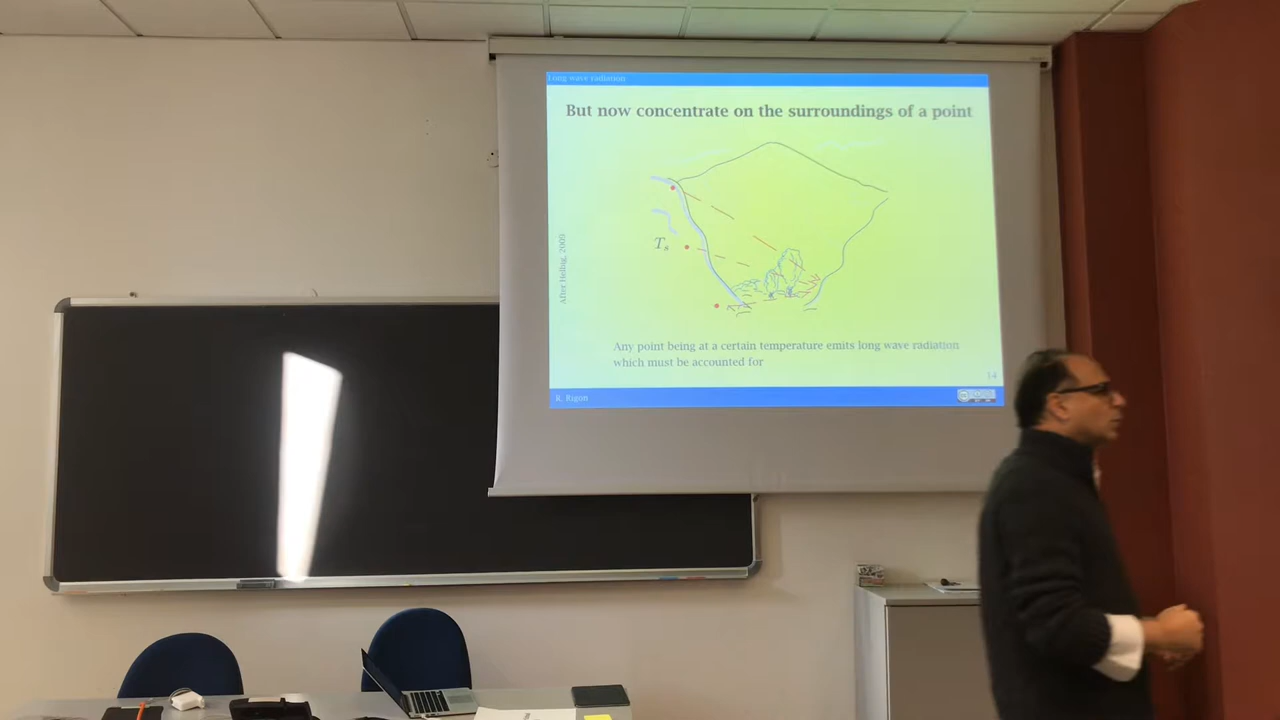 Long wave radiation
But now concentrate on the surroundings of a point
After Helbig, 2009
Ts
Any point being at a certain temperature emits long wave radiation
which must be accounted for
14
R. Rigon